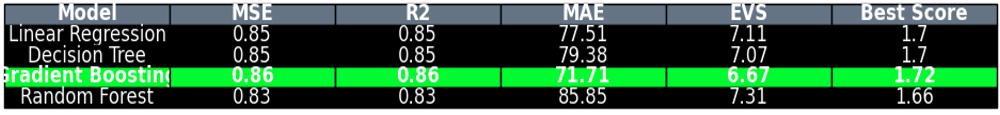 Model MSE R2 MAE EVS Best Score
Linear Regression 0.85 0.85 77.51 7.11 1.7
Decision Tree 0.85 0.85 79.38 7.07 1.7
Gradient Boosting 0.86 0.86 71.71 6.67 1.72
Random Forest 0.83 0.83 85.85 7.31 1.66